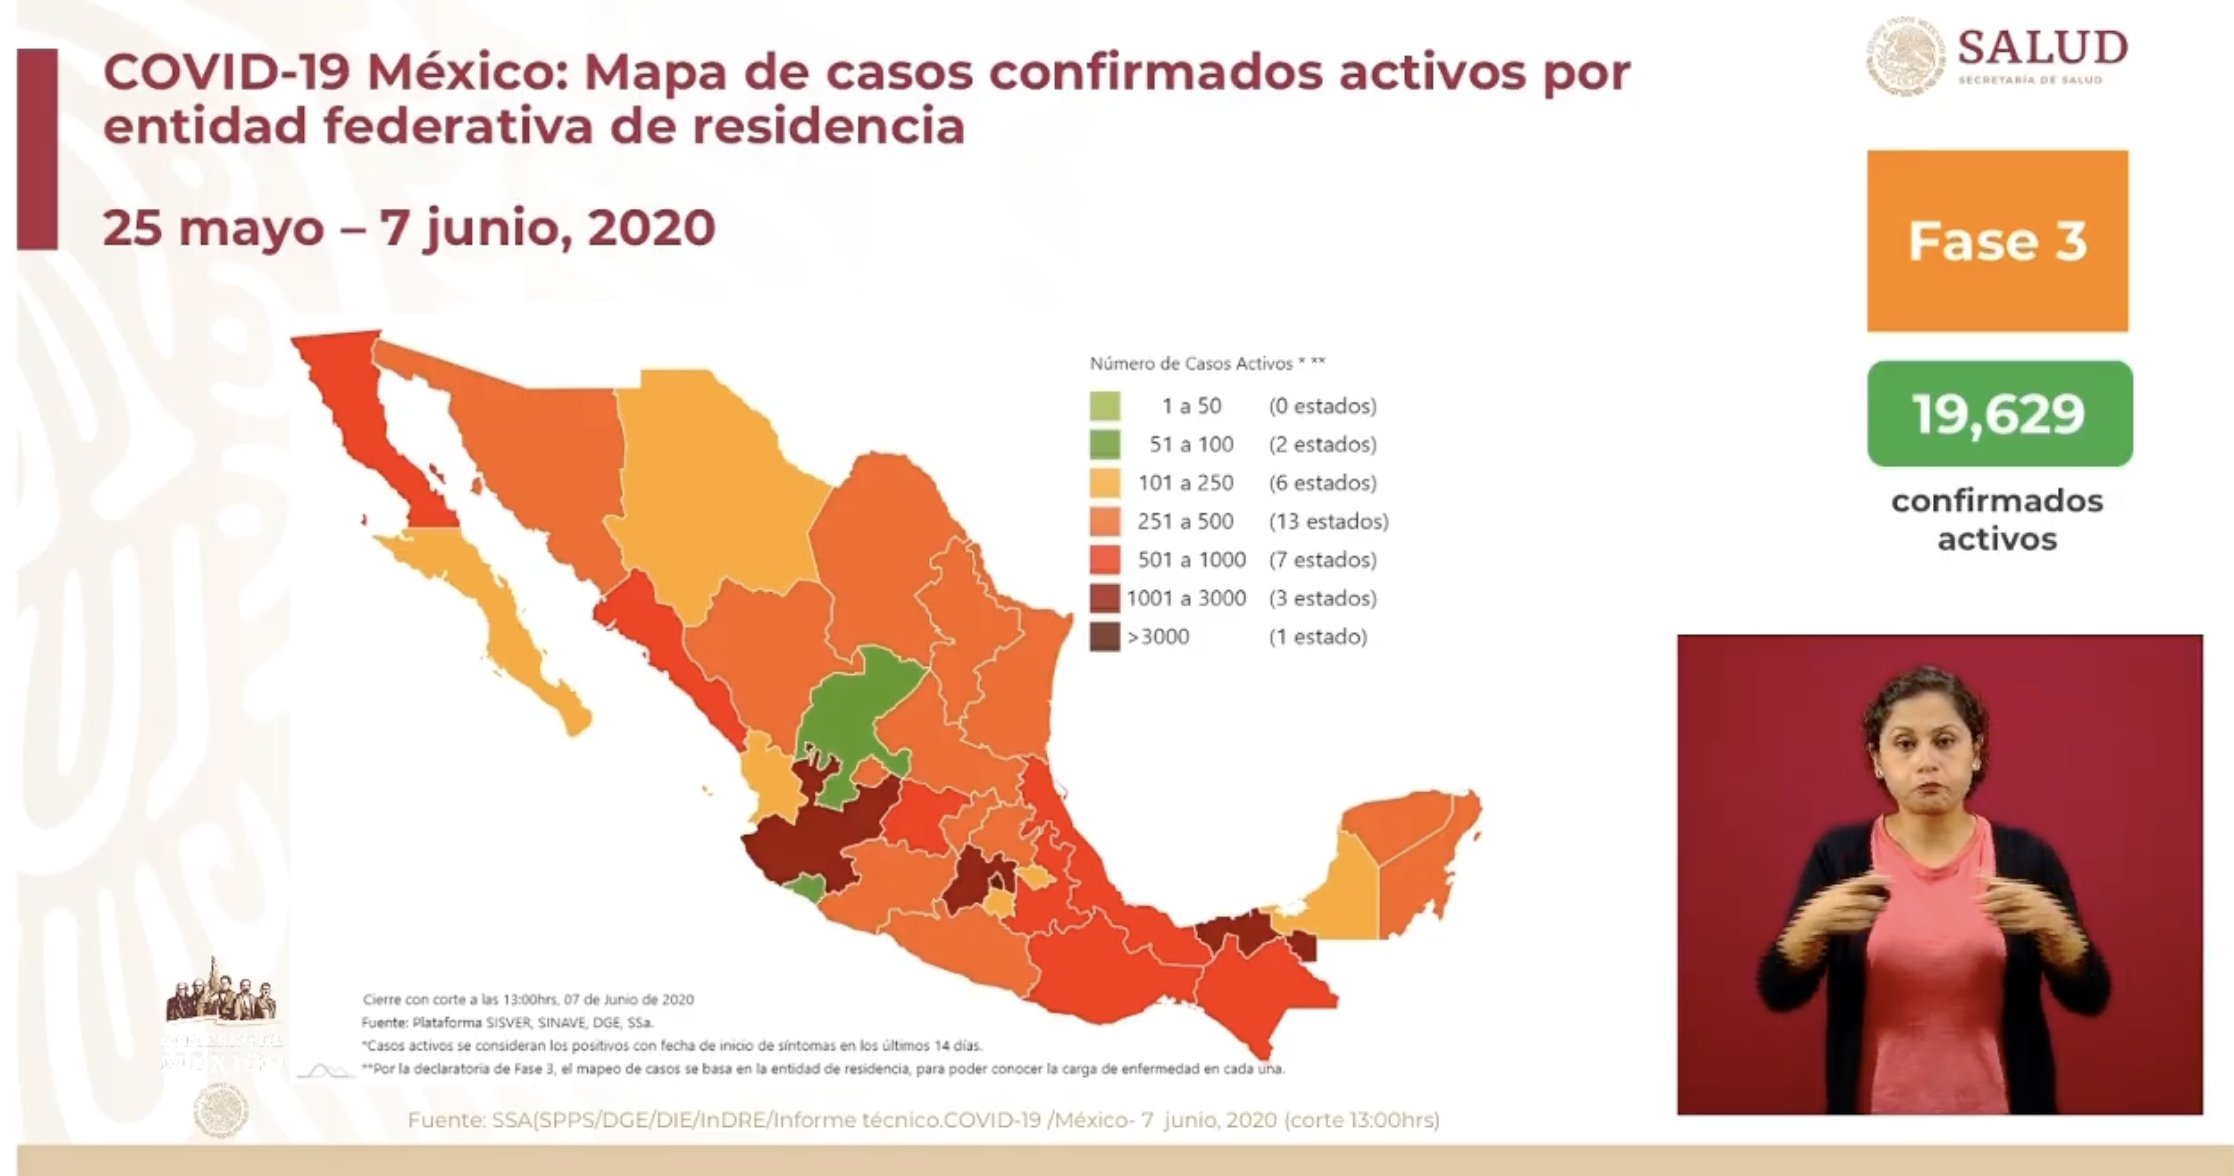 COVID-19 México: Mapa de casos confirmados activos por
entidad federativa de residencia
25 mayo – 7 junio, 2020
SALUD
SECRETARÍA DE SALUD
Fase 3
19,629
confirmados
activos
Número de Casos Activos * **
1 a 50 (0 estados)
51 a 100 (2 estados)
101 a 250 (6 estados)
251 a 500 (13 estados)
501 a 1000 (7 estados)
1001 a 3000 (3 estados)
>3000 (1 estado)
Cierre con corte a las 13:00hrs, 07 de Junio de 2020
Fuente: Plataforma SISVER, SINAVE, DGE, SSa.
*Casos activos se consideran los positivos con fecha de inicio de síntomas en los últimos 14 días.
**Por la declaratoria de Fase 3, el mapeo de casos se basa en la entidad de residencia, para poder conocer la carga de enfermedad en cada una.
GOBIERNO DE
MÉXICO
Fuente: SSA(SPPS/DGE/DIE/InDRE/Informe técnico.COVID-19 /México- 7 junio, 2020 (corte 13:00hrs)